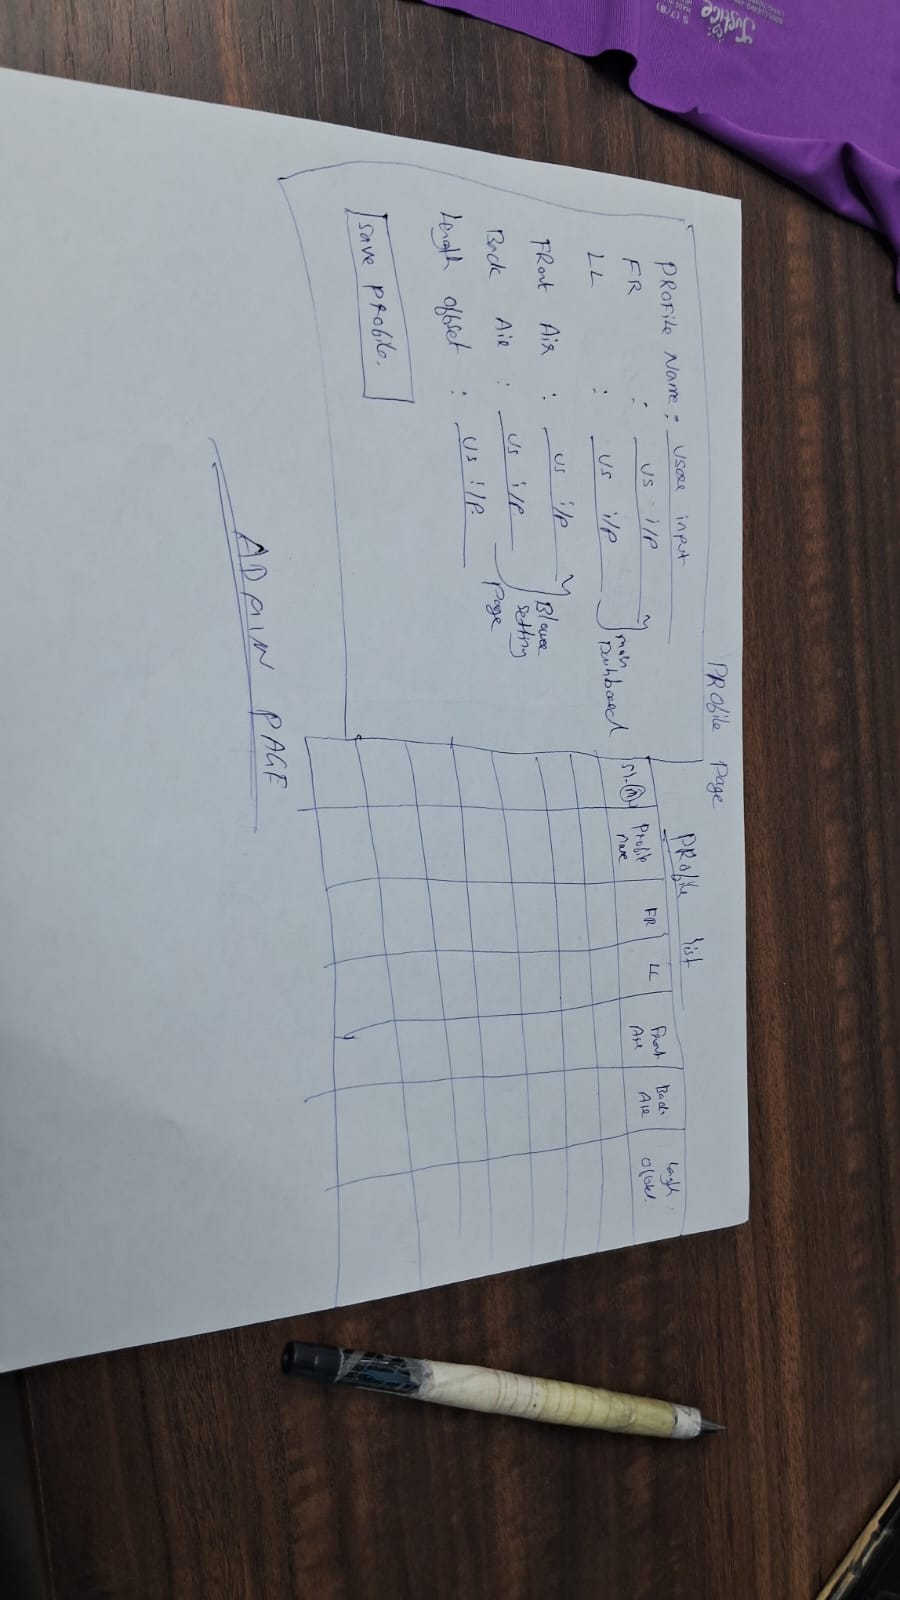 PROFILE Page
PROFILE Name : User input
FR : US i/P
LL : US i/P
main Dashboard
FRont Air : US i/P
Back Air : US i/P
Blower setting page
Length offset : US i/P.
Save PROfile.
PROfile list
Sl.
Profile Name
FR
LL
Front Air
Back Air
Length offset.
ADMIN PAGE
Justice